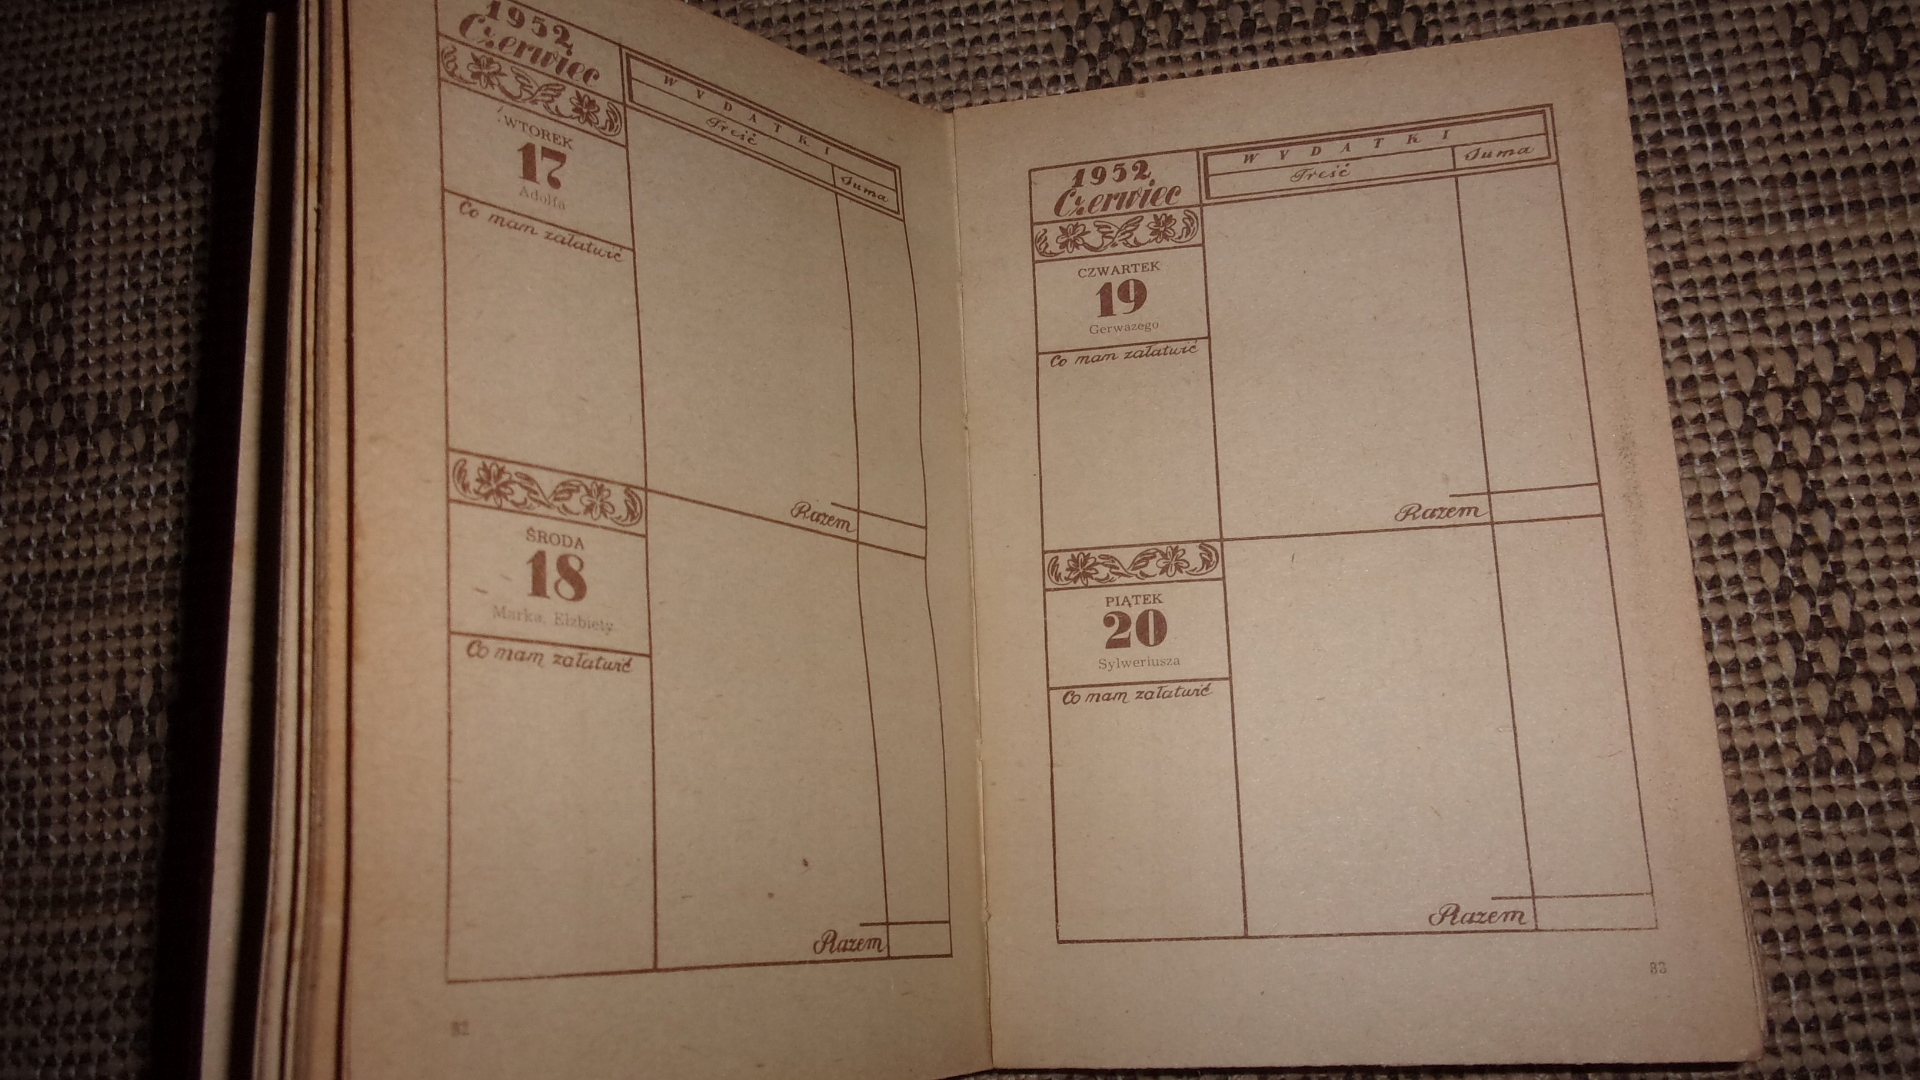 1952
Czerwiec
WYDATKI
Treść
Suma
WTOREK
17
Adolfa
Co mam załatwić
Razem
ŚRODA
18
Marka, Elżbiety
Co mam załatwić
Razem
82
1952
Czerwiec
WYDATKI
Treść
Suma
CZWARTEK
19
Gerwazego
Co mam załatwić
Razem
PIĄTEK
20
Sylweriusza
Co mam załatwić
Razem
83